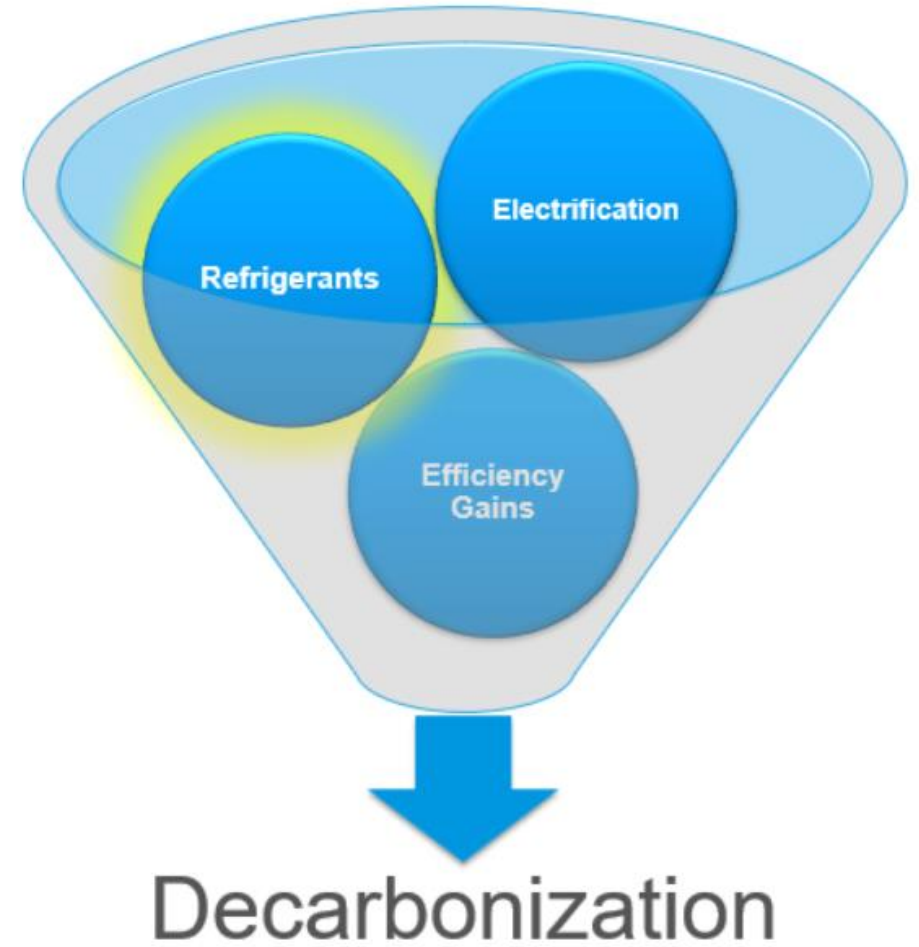 Electrification
Refrigerants
Efficiency
Gains
Decarbonization